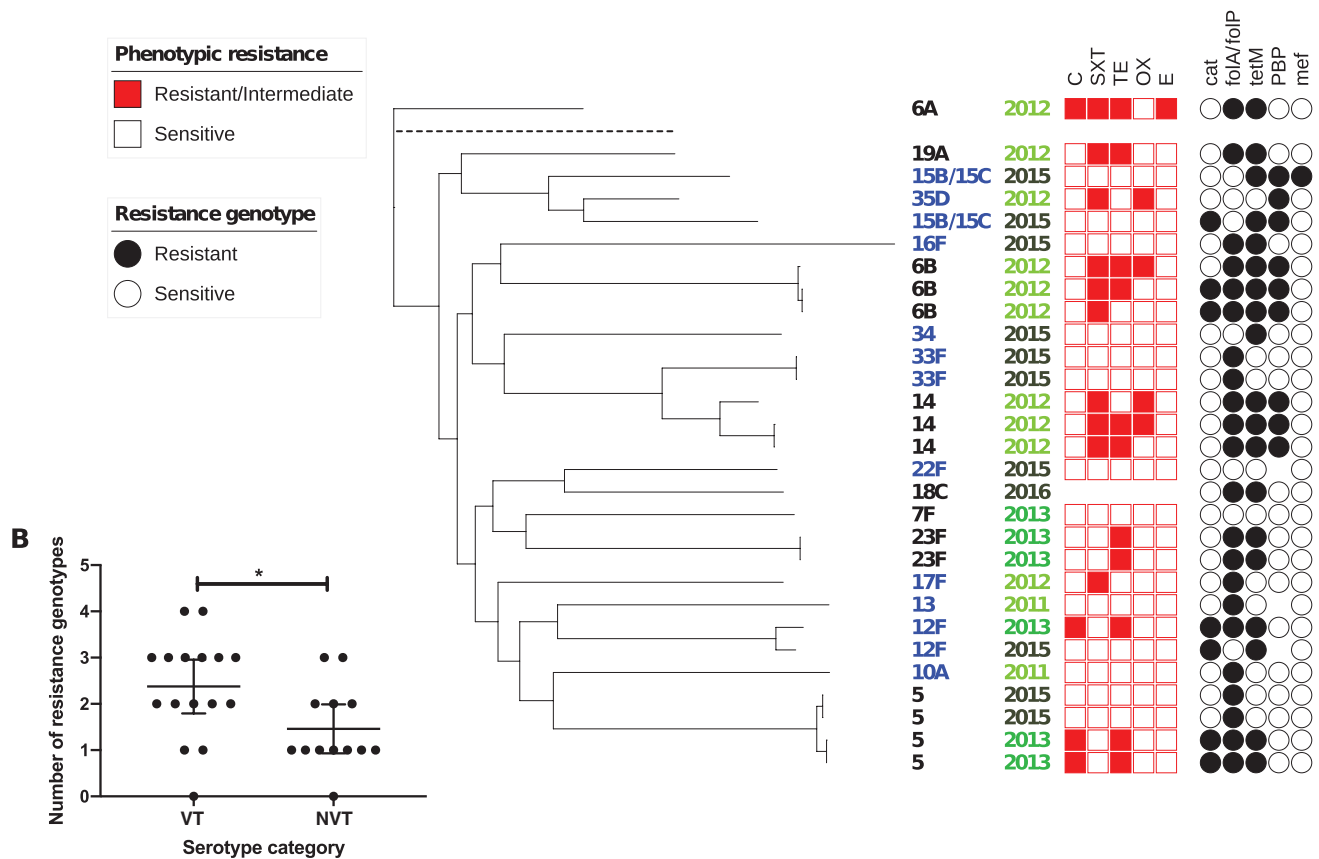 Phenotypic resistance
Resistant/Intermediate
Sensitive
Resistance genotype
Resistant
Sensitive
C SXT TE OX E cat folA/folP tetM PBP mef
6A 2012
19A 2012
15B/15C 2015
35D 2012
15B/15C 2015
16F 2015
6B 2012
6B 2012
6B 2012
34 2015
33F 2015
33F 2015
14 2012
14 2012
14 2012
22F 2015
18C 2016
7F 2013
23F 2013
23F 2013
17F 2012
13 2011
12F 2013
12F 2015
10A 2011
5 2015
5 2015
5 2013
5 2013
B
Number of resistance genotypes
5
4
3
2
1
0
*
VT NVT
Serotype category